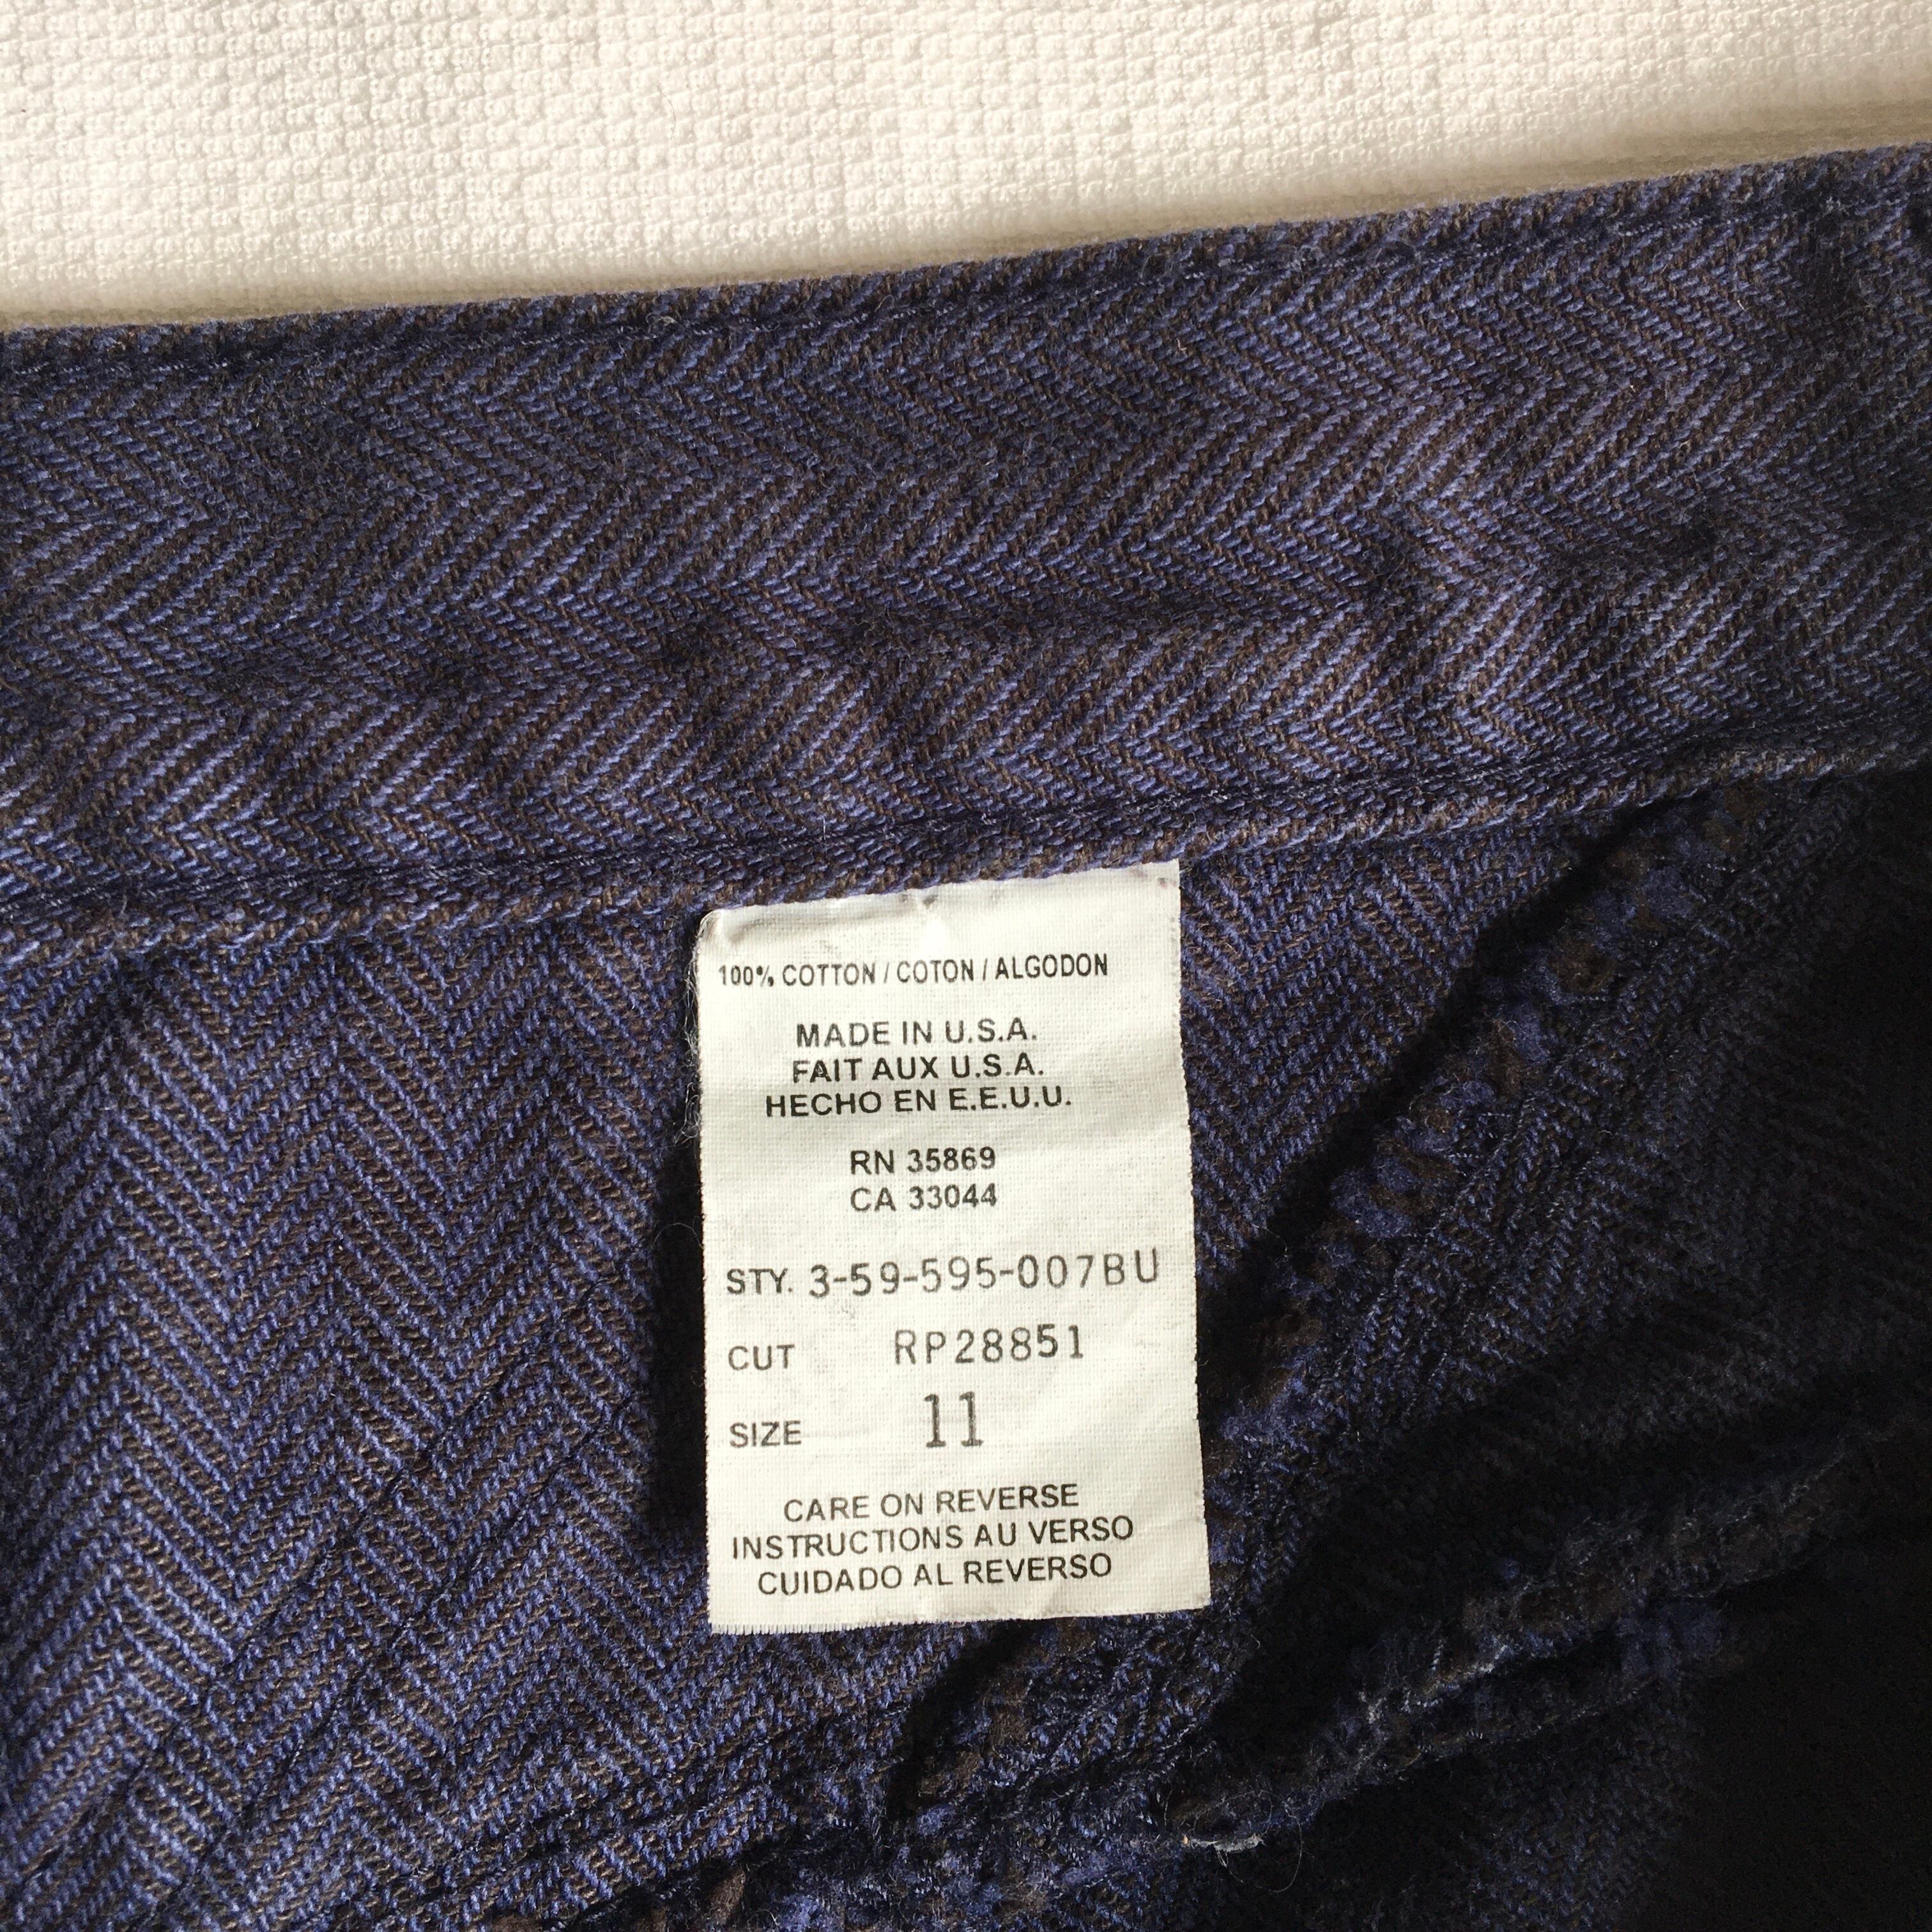 100% COTTON / COTON / ALGODON
MADE IN U.S.A.
FAIT AUX U.S.A.
HECHO EN E.E.U.U.
RN 35869
CA 33044
STY. 3-59-595-007BU
CUT RP28851
SIZE 11
CARE ON REVERSE
INSTRUCTIONS AU VERSO
CUIDADO AL REVERSO